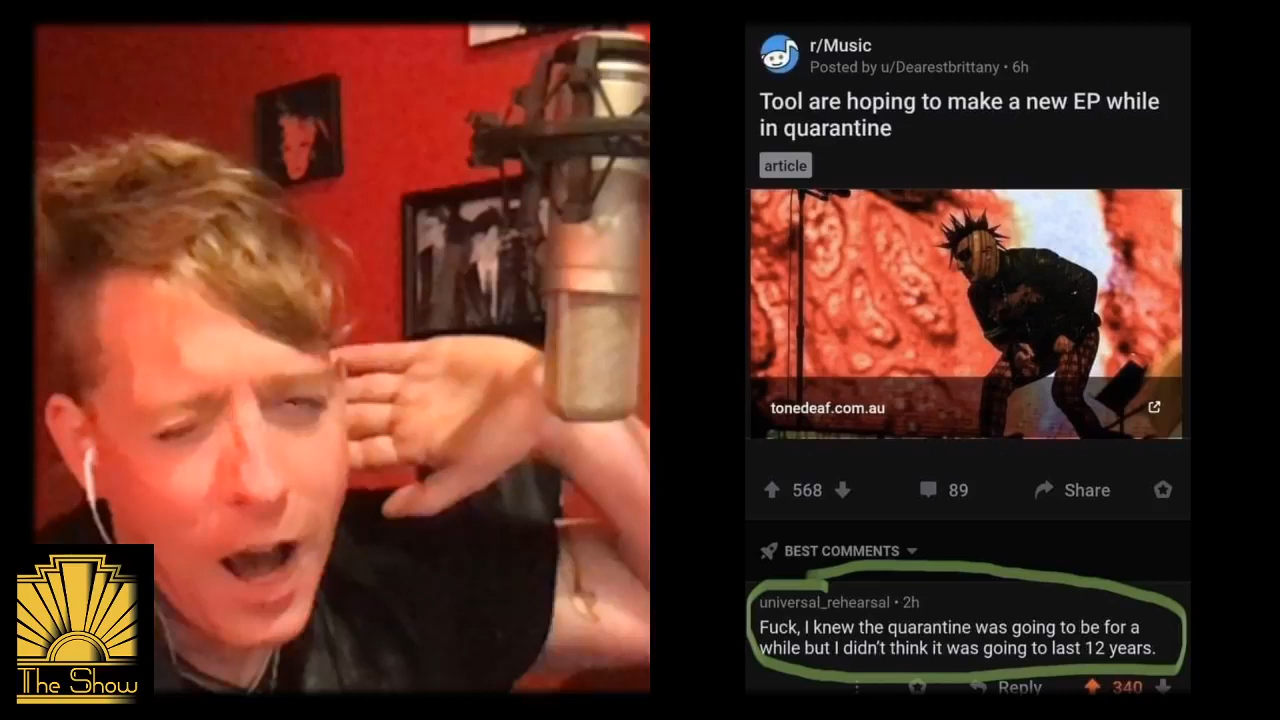 r/Music
Posted by u/Dearestbrittany • 6h
Tool are hoping to make a new EP while
in quarantine
article
tonedeaf.com.au
568
89
Share
BEST COMMENTS
universal_rehearsal • 2h
Fuck, I knew the quarantine was going to be for a
while but I didn't think it was going to last 12 years.
Reply
340
The Show